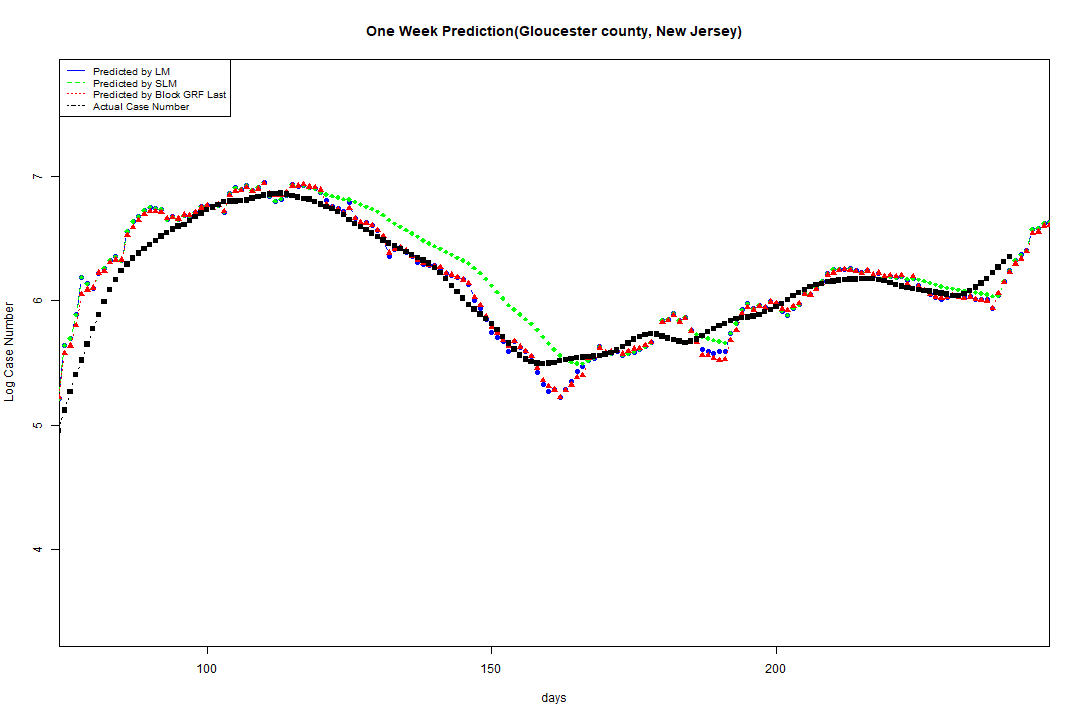 One Week Prediction(Gloucester county, New Jersey)
Predicted by LM
Predicted by SLM
Predicted by Block GRF Last
Actual Case Number
7
6
5
4
Log Case Number
100
150
200
days